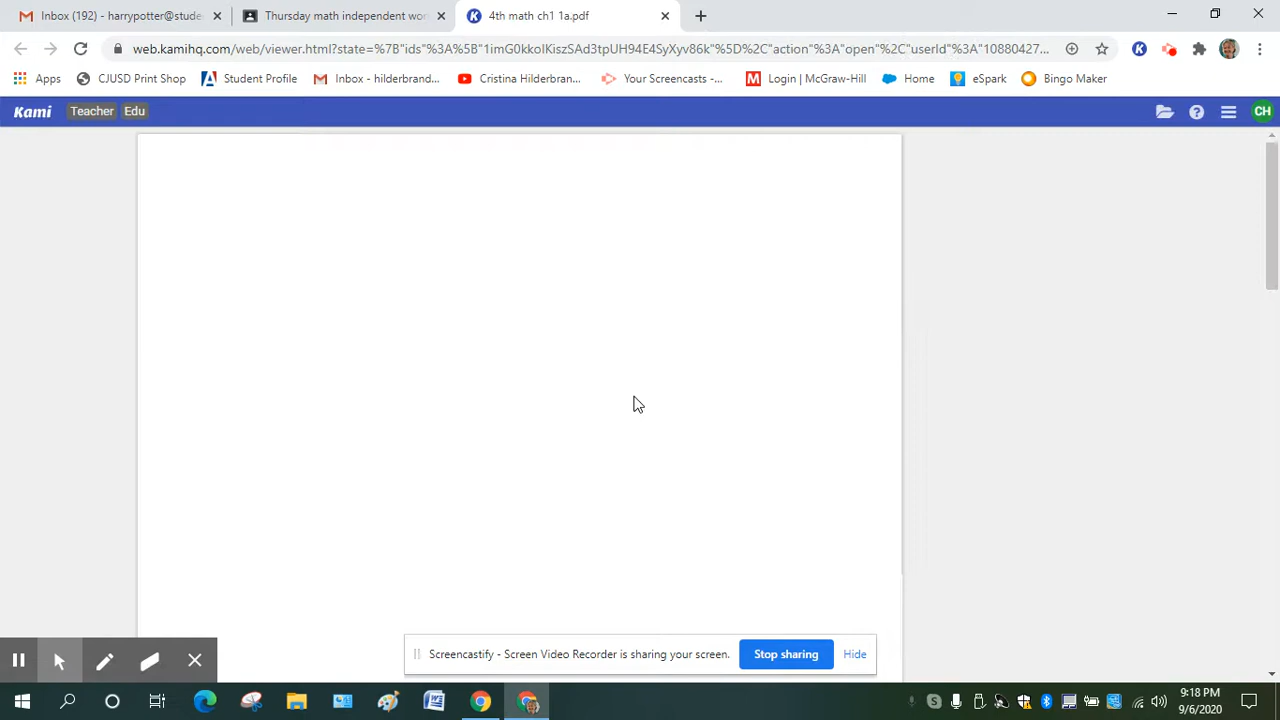 Inbox (192) - harrypotter@stude
Thursday math independent wor
4th math ch1 1a.pdf
web.kamihq.com/web/viewer.html?state=%7B"ids"%3A%5B"1imG0kkoIKiszSAd3tpUH94E4SyXyv86k"%5D%2C"action"%3A"open"%2C"userId"%3A"10880427...
Apps
CJUSD Print Shop
Student Profile
Inbox - hilderbrand...
Cristina Hilderbran...
Your Screencasts -...
Login | McGraw-Hill
Home
eSpark
Bingo Maker
Kami
Teacher
Edu
CH
Screencastify - Screen Video Recorder is sharing your screen.
Stop sharing
Hide
9:18 PM
9/6/2020